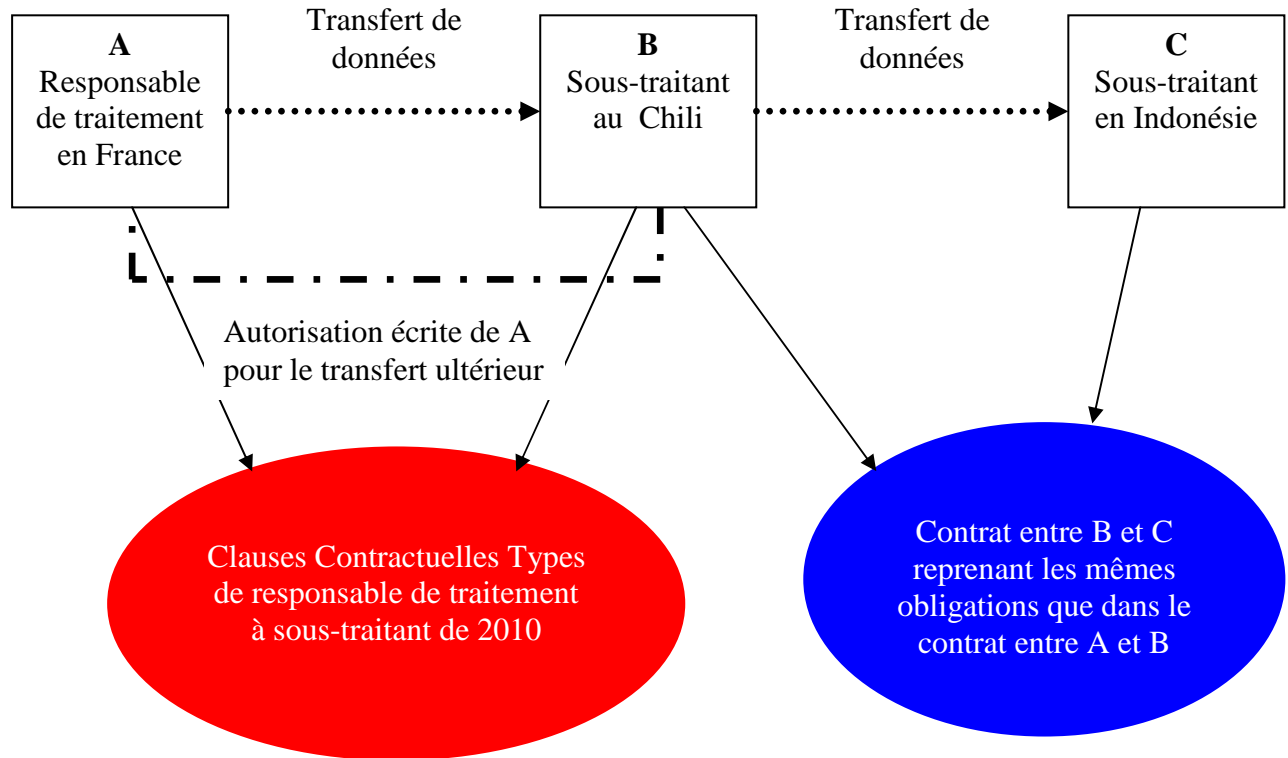 A
Responsable
de traitement
en France
Transfert de
données
B
Sous-traitant
au Chili
Transfert de
données
C
Sous-traitant
en Indonésie
Autorisation écrite de A
pour le transfert ultérieur
Clauses Contractuelles Types
de responsable de traitement
à sous-traitant de 2010
Contrat entre B et C
reprenant les mêmes
obligations que dans le
contrat entre A et B